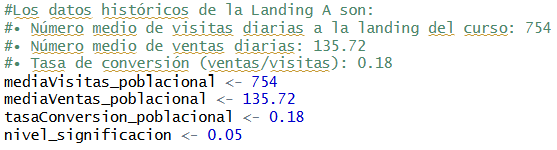 #Los datos históricos de la Landing A son:
#• Número medio de visitas diarias a la landing del curso: 754
#• Número medio de ventas diarias: 135.72
#• Tasa de conversión (ventas/visitas): 0.18
mediaVisitas_poblacional <- 754
mediaVentas_poblacional <- 135.72
tasaConversion_poblacional <- 0.18
nivel_significacion <- 0.05